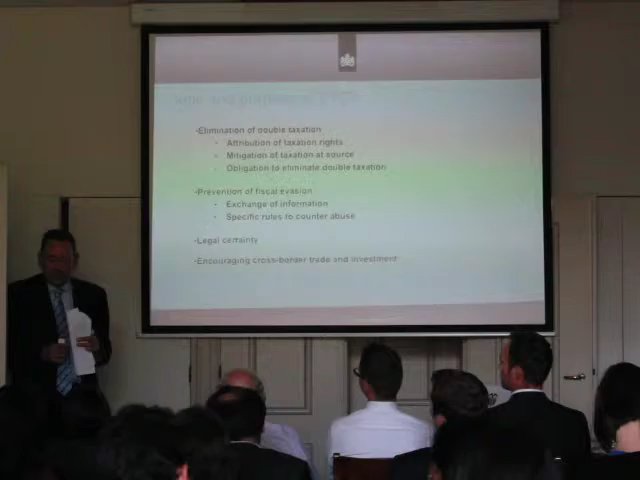 •Elimination of double taxation
• Attribution of taxation rights
• Mitigation of taxation at source
• Obligation to eliminate double taxation
•Prevention of fiscal evasion
• Exchange of information
• Specific rules to counter abuse
•Legal certainty
•Encouraging cross-border trade and investment